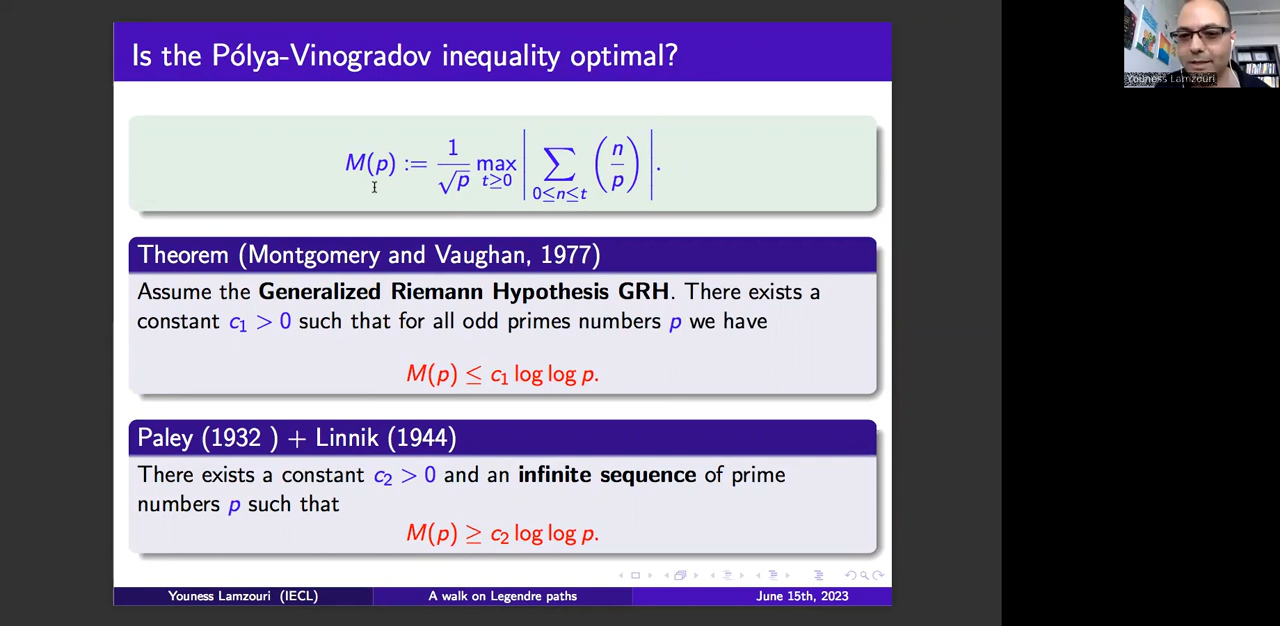 Is the Pólya-Vinogradov inequality optimal?
M(p) := 1/√p max_{t≥0} | ∑_{0≤n≤t} (n/p) |.
Theorem (Montgomery and Vaughan, 1977)
Assume the Generalized Riemann Hypothesis GRH. There exists a
constant c₁ > 0 such that for all odd primes numbers p we have
M(p) ≤ c₁ log log p.
Paley (1932 ) + Linnik (1944)
There exists a constant c₂ > 0 and an infinite sequence of prime
numbers p such that
M(p) ≥ c₂ log log p.
Youness Lamzouri (IECL) A walk on Legendre paths June 15th, 2023
Youness Lamzouri